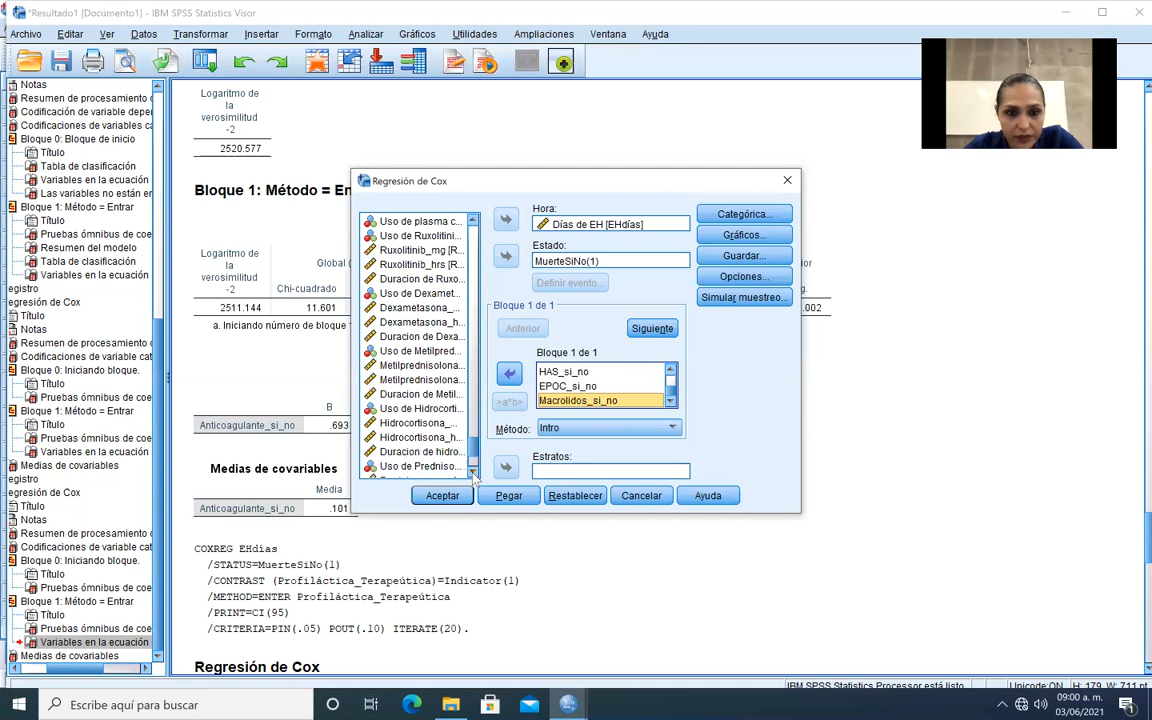 *Resultado1 [Documento1] - IBM SPSS Statistics Visor
Archivo Editar Ver Datos Transformar Insertar Formato Analizar Gráficos Utilidades Ampliaciones Ventana Ayuda
Notas
Resumen de procesamiento d
Codificación de variable depe
Codificaciones de variables ca
Bloque 0: Bloque de inicio
Título
Tabla de clasificación
Variables en la ecuación
Las variables no están en
Bloque 1: Método = Entrar
Título
Pruebas ómnibus de coe
Resumen del modelo
Tabla de clasificación
Variables en la ecuación
egistro
egresión de Cox
Título
Notas
Resumen de procesamiento d
Codificaciones de variable cat
Bloque 0: Iniciando bloque.
Título
Pruebas ómnibus de coe
Bloque 1: Método = Entrar
Título
Pruebas ómnibus de coe
Variables en la ecuación
Medias de covariables
egistro
egresión de Cox
Título
Notas
Resumen de procesamiento d
Codificaciones de variable cat
Bloque 0: Iniciando bloque.
Título
Pruebas ómnibus de coe
Bloque 1: Método = Entrar
Título
Pruebas ómnibus de coe
Variables en la ecuación
Medias de covariables
Logaritmo de
la
verosimilitud
-2
2520.577
Bloque 1: Método = Ent
Logaritmo de
la
verosimilitud
-2
Global (
Chi-cuadrado
2511.144 11.601
.002
a. Iniciando número de bloque
B
Anticoagulante_si_no .693
Medias de covariables
Media
Anticoagulante_si_no .101
COXREG EHdías
/STATUS=MuerteSiNo(1)
/CONTRAST (Profiláctica_Terapeútica)=Indicator(1)
/METHOD=ENTER Profiláctica_Terapeútica
/PRINT=CI(95)
/CRITERIA=PIN(.05) POUT(.10) ITERATE(20).
Regresión de Cox
Regresión de Cox
Uso de plasma c...
Uso de Ruxolitini...
Ruxolitinib_mg [R...
Ruxolitinib_hrs [R...
Duracion de Ruxo...
Uso de Dexamet...
Dexametasona_...
Dexametasona_h...
Duracion de Dexa...
Uso de Metilpred...
Metilprednisolona...
Metilprednisolona...
Duracion de Metil...
Uso de Hidrocorti...
Hidrocortisona_...
Hidrocortisona_h...
Duracion de hidro...
Uso de Predniso...
Hora:
Días de EH [EHdías]
Estado:
MuerteSiNo(1)
Definir evento...
Bloque 1 de 1
Anterior Siguiente
Bloque 1 de 1
HAS_si_no
EPOC_si_no
Macrolidos_si_no
>a*b>
Método: Intro
Estratos:
Categórica...
Gráficos...
Guardar...
Opciones...
Simular muestreo...
Aceptar Pegar Restablecer Cancelar Ayuda
IBM SPSS Statistics Processor está listo Unicode:ON H: 179, W: 711 pt
Escribe aquí para buscar
09:00 a. m.
03/06/2021